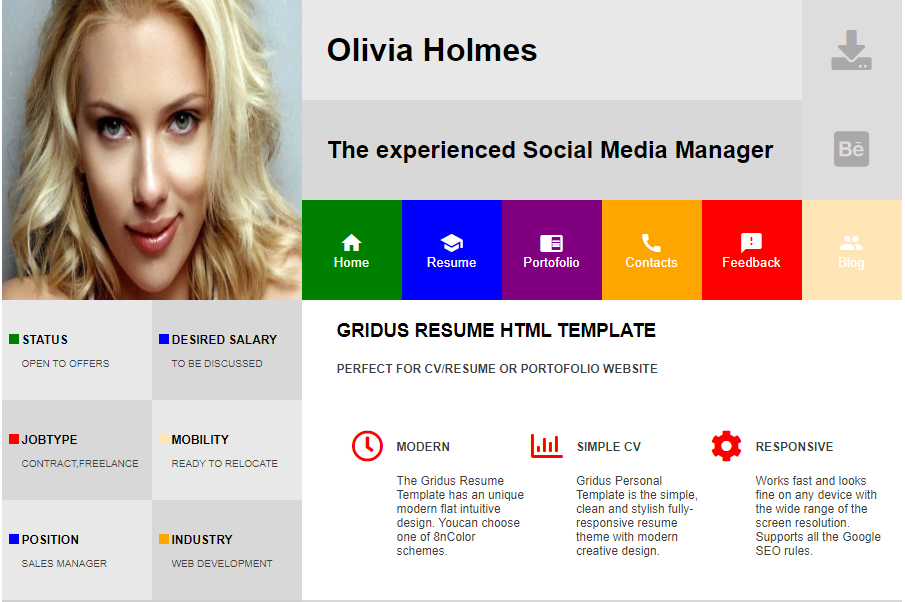 Olivia Holmes
The experienced Social Media Manager
Bē
Home
Resume
Portofolio
Contacts
Feedback
Blog
STATUS
OPEN TO OFFERS
DESIRED SALARY
TO BE DISCUSSED
JOBTYPE
CONTRACT,FREELANCE
MOBILITY
READY TO RELOCATE
POSITION
SALES MANAGER
INDUSTRY
WEB DEVELOPMENT
GRIDUS RESUME HTML TEMPLATE
PERFECT FOR CV/RESUME OR PORTOFOLIO WEBSITE
MODERN
The Gridus Resume
Template has an unique
modern flat intuitive
design. Youcan choose
one of 8nColor
schemes.
SIMPLE CV
Gridus Personal
Template is the simple,
clean and stylish fully-
responsive resume
theme with modern
creative design.
RESPONSIVE
Works fast and looks
fine on any device with
the wide range of the
screen resolution.
Supports all the Google
SEO rules.